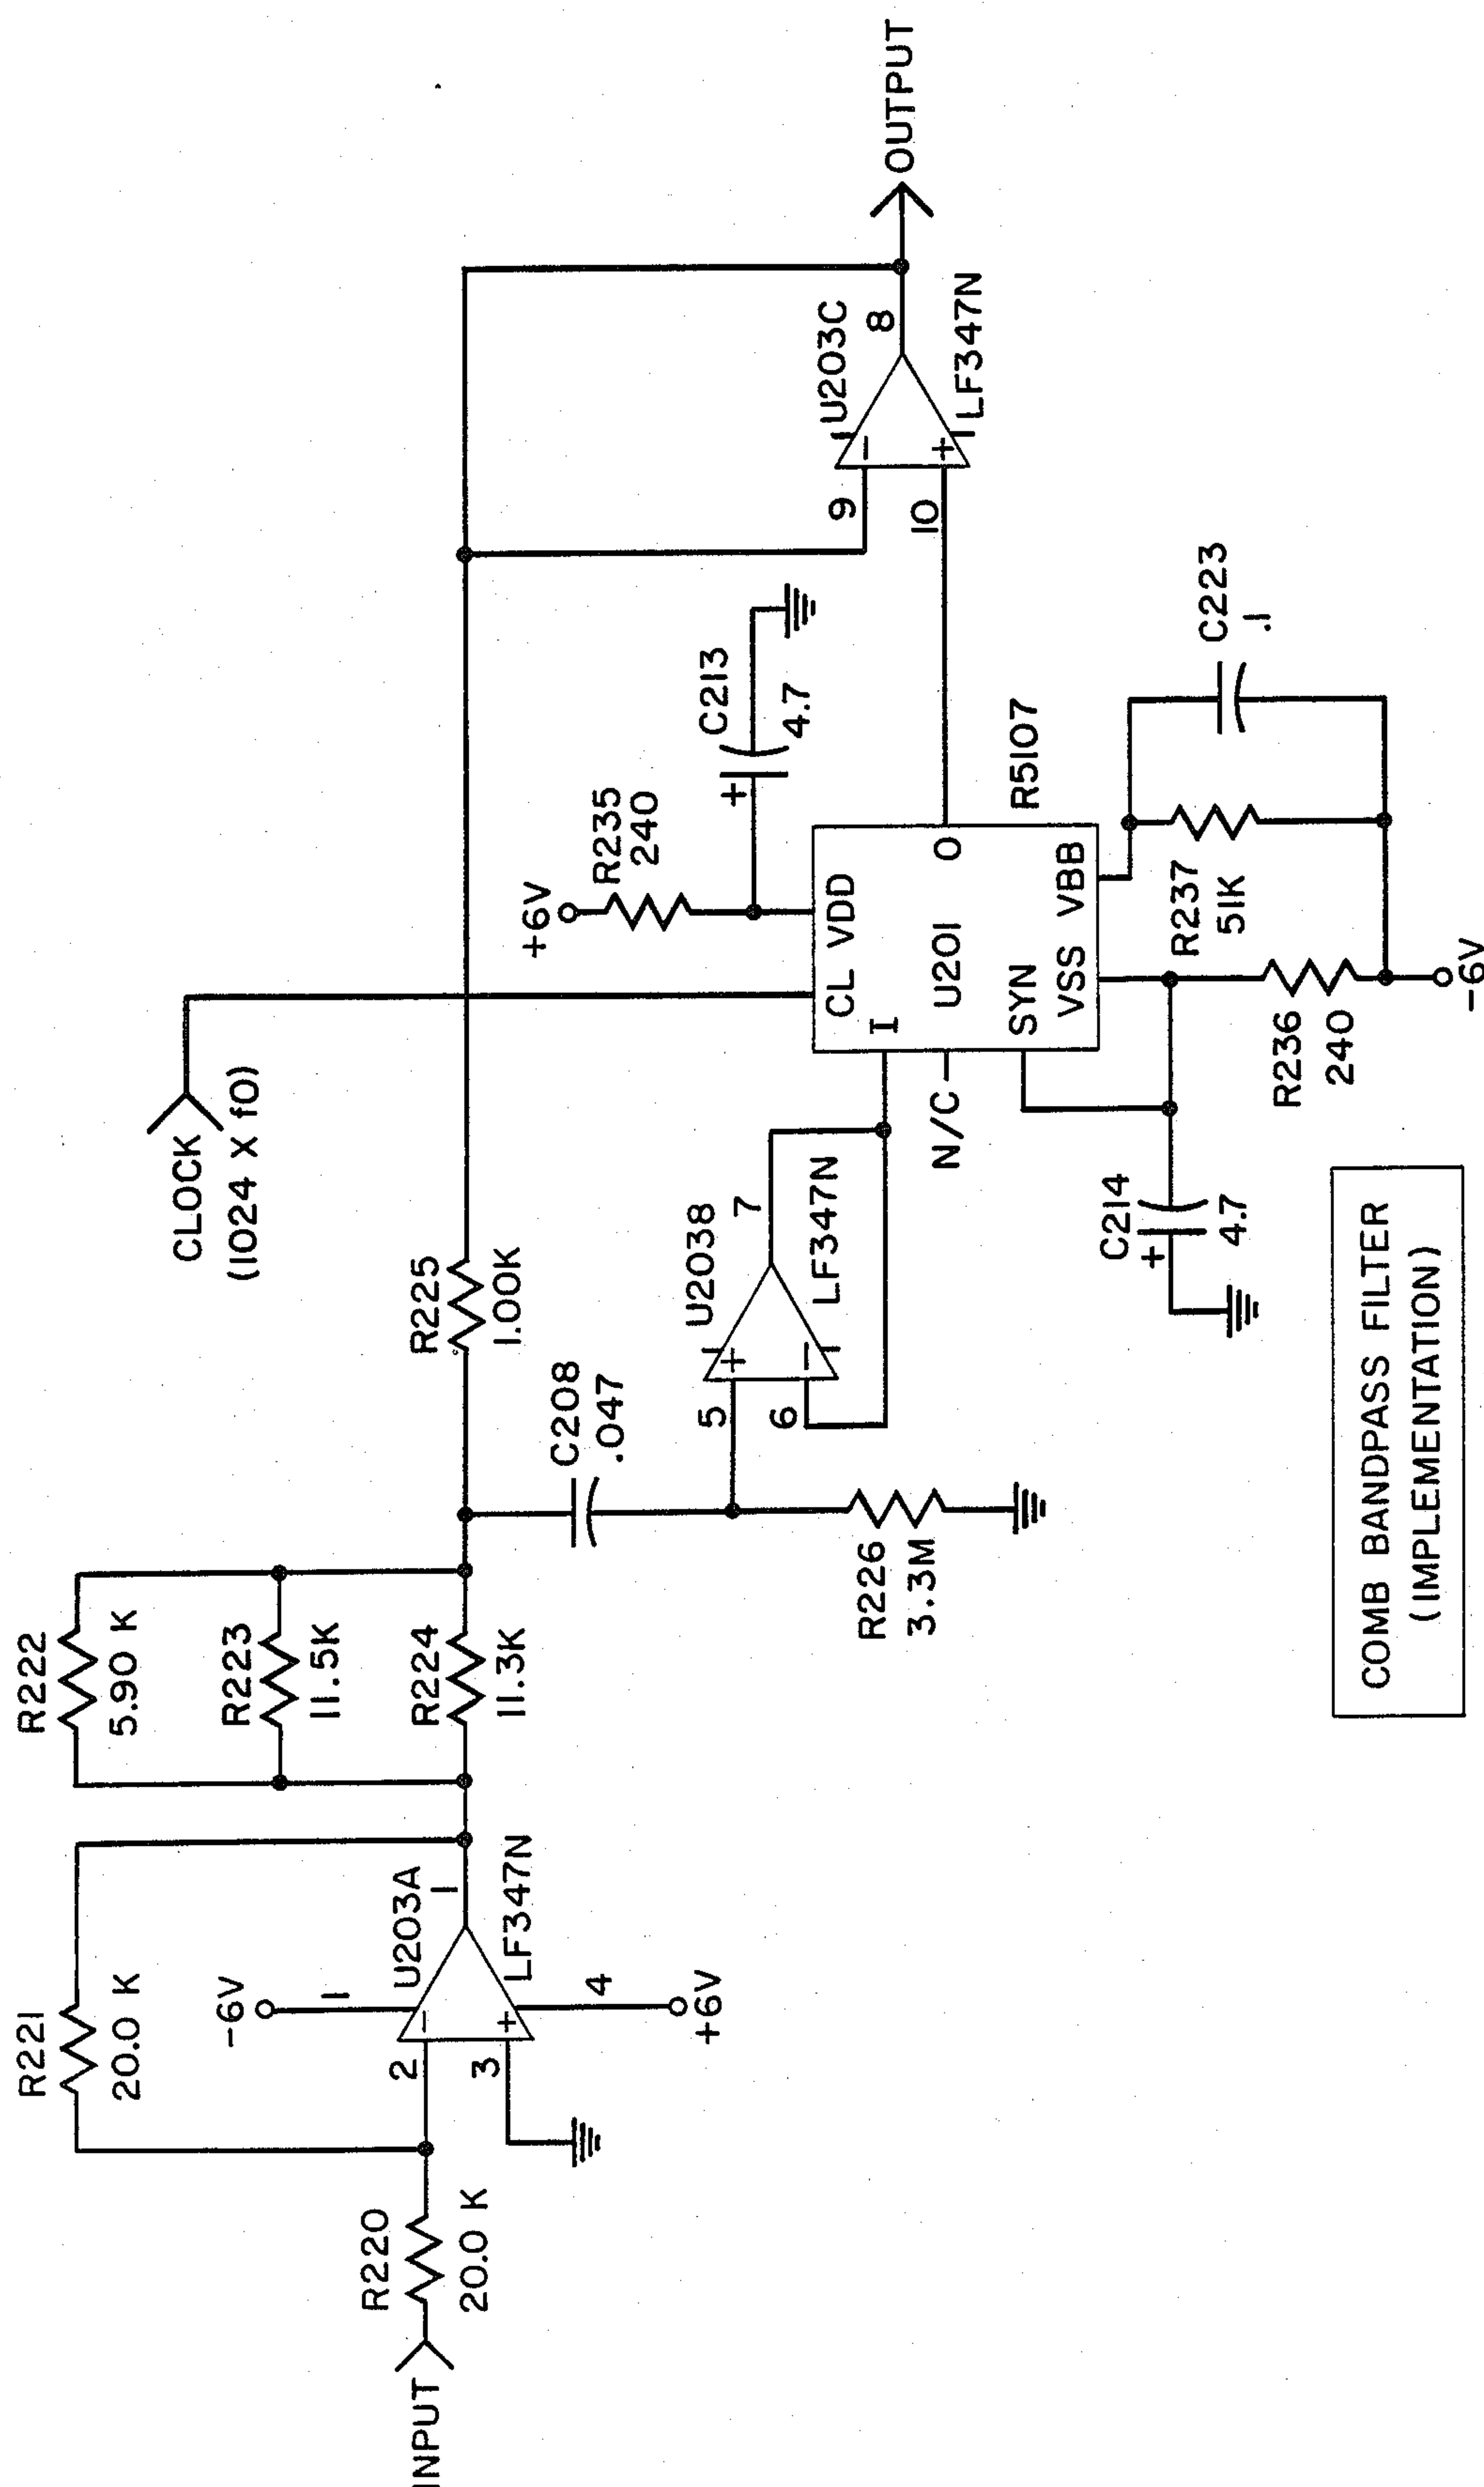 INPUT
R220
20.0 K
R221
20.0 K
-6V
1
2
3
-
+
U203A
1
LF347N
4
+6V
R222
5.90 K
R223
11.5K
R224
11.3K
C208
.047
R226
3.3M
R225
1.00K
CLOCK
(1024 X fO)
U2038
5
6
+
-
7
LF347N
N/C
CL VDD
I
O
U201
SYN
VSS VBB
R5107
+6V
R235
240
+
C213
4.7
C214
+
4.7
R236
240
-6V
R237
51K
C223
.1
9
10
-
+
U203C
8
LF347N
OUTPUT
COMB BANDPASS FILTER
(IMPLEMENTATION)